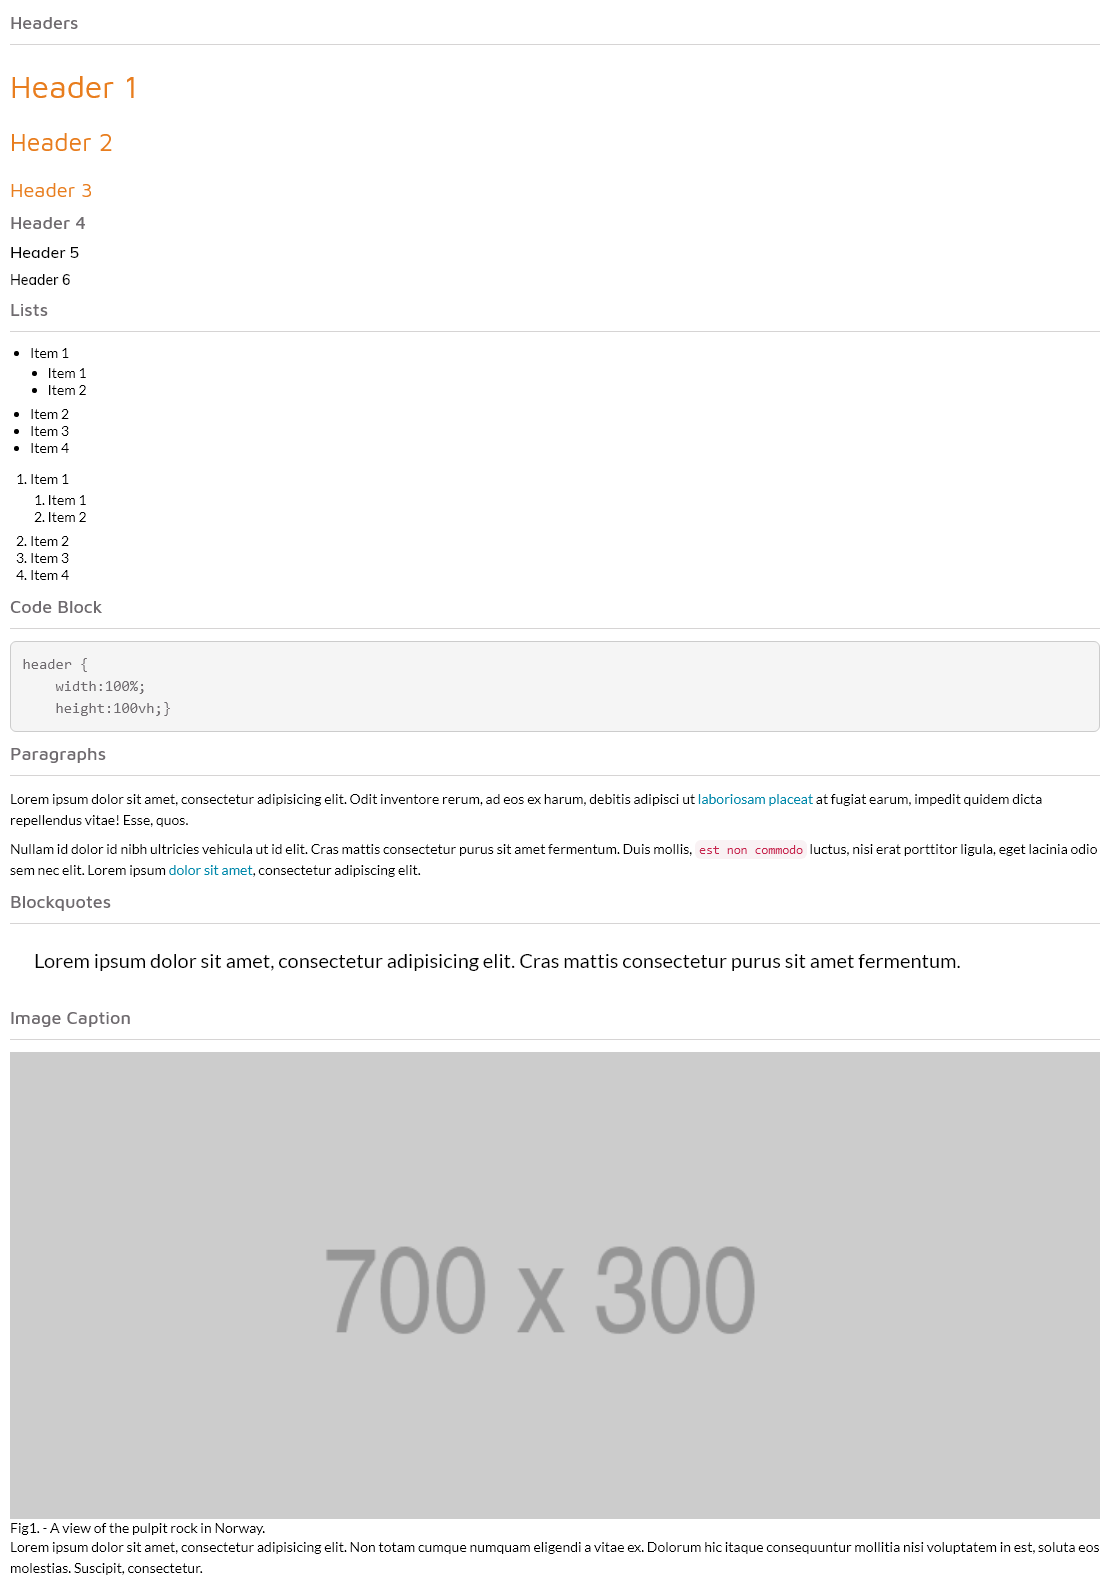 Headers
Header 1
Header 2
Header 3
Header 4
Header 5
Header 6
Lists
• Item 1
• Item 1
• Item 2
• Item 2
• Item 3
• Item 4
1. Item 1
1. Item 1
2. Item 2
2. Item 2
3. Item 3
4. Item 4
Code Block
header {
    width:100%;
    height:100vh;}
Paragraphs
Lorem ipsum dolor sit amet, consectetur adipisicing elit. Odit inventore rerum, ad eos ex harum, debitis adipisci ut laboriosam placeat at fugiat earum, impedit quidem dicta
repellendus vitae! Esse, quos.
Nullam id dolor id nibh ultricies vehicula ut id elit. Cras mattis consectetur purus sit amet fermentum. Duis mollis, est non commodo luctus, nisi erat porttitor ligula, eget lacinia odio
sem nec elit. Lorem ipsum dolor sit amet, consectetur adipiscing elit.
Blockquotes
Lorem ipsum dolor sit amet, consectetur adipisicing elit. Cras mattis consectetur purus sit amet fermentum.
Image Caption
700 x 300
Fig1. - A view of the pulpit rock in Norway.
Lorem ipsum dolor sit amet, consectetur adipisicing elit. Non totam cumque numquam eligendi a vitae ex. Dolorum hic itaque consequuntur mollitia nisi voluptatem in est, soluta eos
molestias. Suscipit, consectetur.